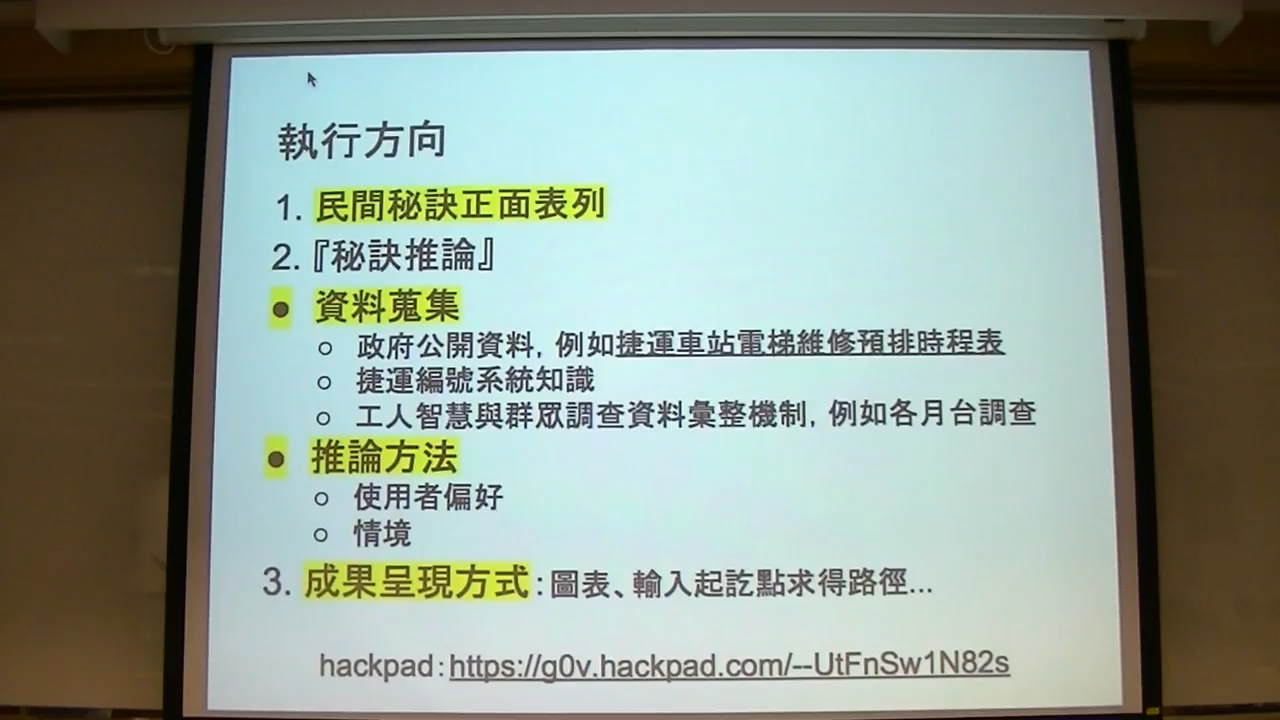 執行方向
1. 民間秘訣正面表列
2.『秘訣推論』
● 資料蒐集
○ 政府公開資料, 例如捷運車站電梯維修預排時程表
○ 捷運編號系統知識
○ 工人智慧與群眾調查資料彙整機制, 例如各月台調查
● 推論方法
○ 使用者偏好
○ 情境
3. 成果呈現方式:圖表、輸入起訖點求得路徑...
hackpad:https://g0v.hackpad.com/--UtFnSw1N82s